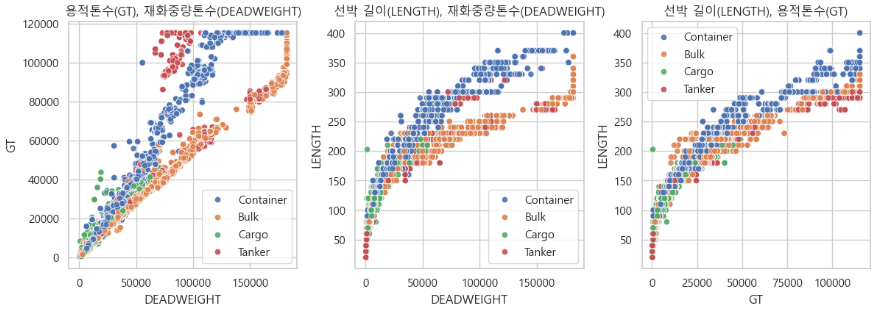 용적톤수(GT), 재화중량톤수(DEADWEIGHT)
120000
100000
80000
60000
40000
20000
0
GT
0
50000
100000
150000
DEADWEIGHT
Container
Bulk
Cargo
Tanker
선박 길이(LENGTH), 재화중량톤수(DEADWEIGHT)
400
350
300
250
200
150
100
50
LENGTH
0
50000
100000
150000
DEADWEIGHT
Container
Bulk
Cargo
Tanker
선박 길이(LENGTH), 용적톤수(GT)
400
350
300
250
200
150
100
50
LENGTH
0
25000
50000
75000
100000
GT
Container
Bulk
Cargo
Tanker